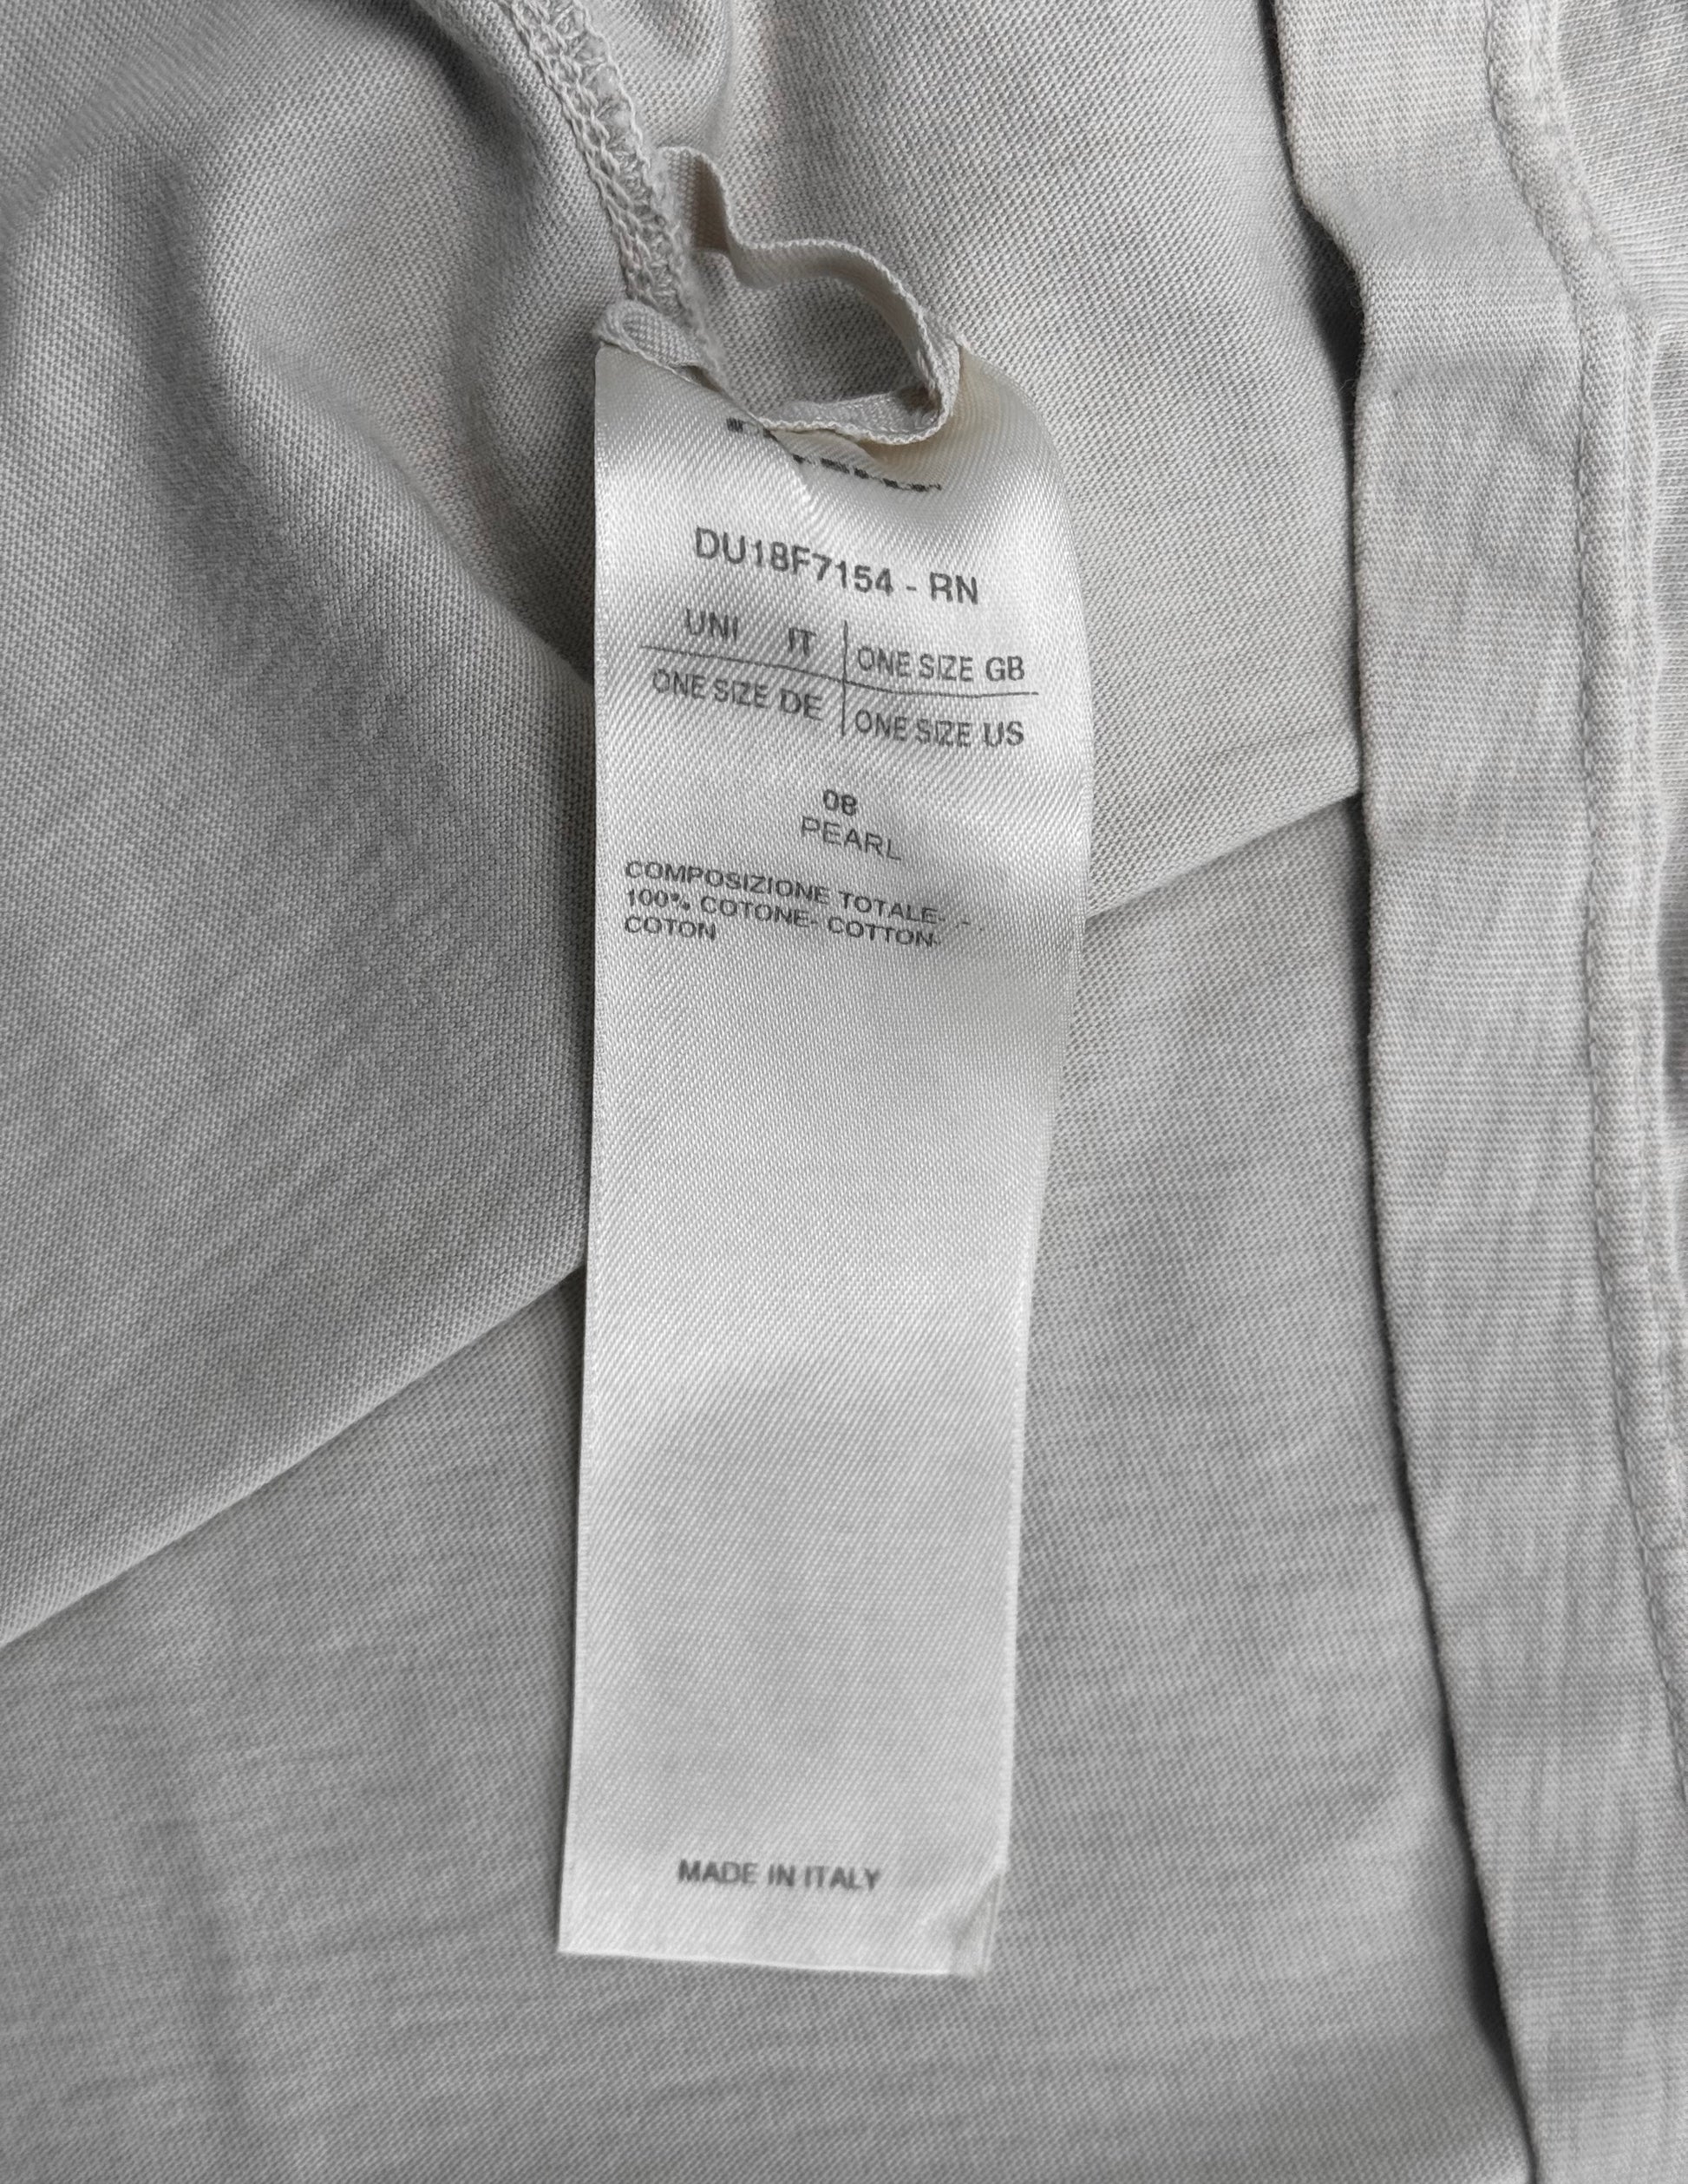 DU18F7154 - RN
UNI IT ONE SIZE GB
ONE SIZE DE ONE SIZE US
08
PEARL
COMPOSIZIONE TOTALE- -
100% COTONE- COTTON-
COTON
MADE IN ITALY